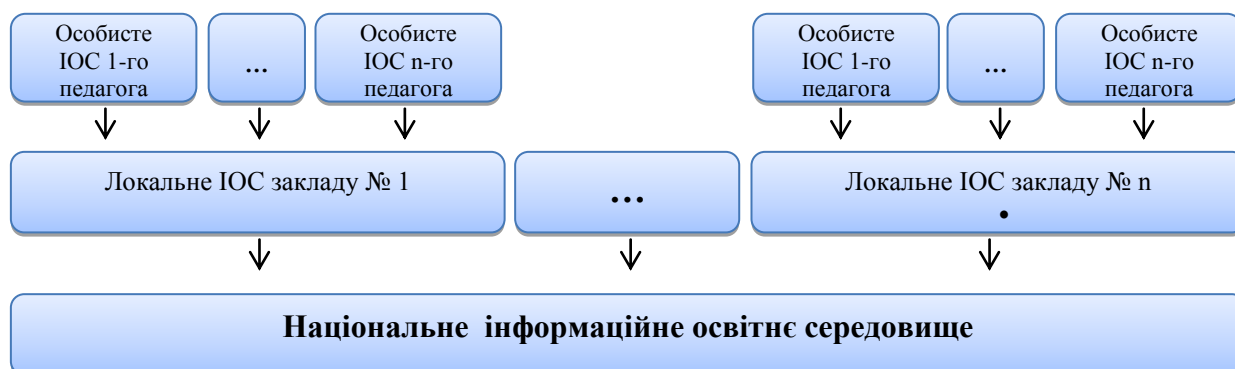 Особисте
ІОС 1-го
педагога
...
Особисте
ІОС n-го
педагога
Особисте
ІОС 1-го
педагога
...
Особисте
ІОС n-го
педагога
Локальне ІОС закладу № 1
...
Локальне ІОС закладу № n
•
Національне інформаційне освітнє середовище